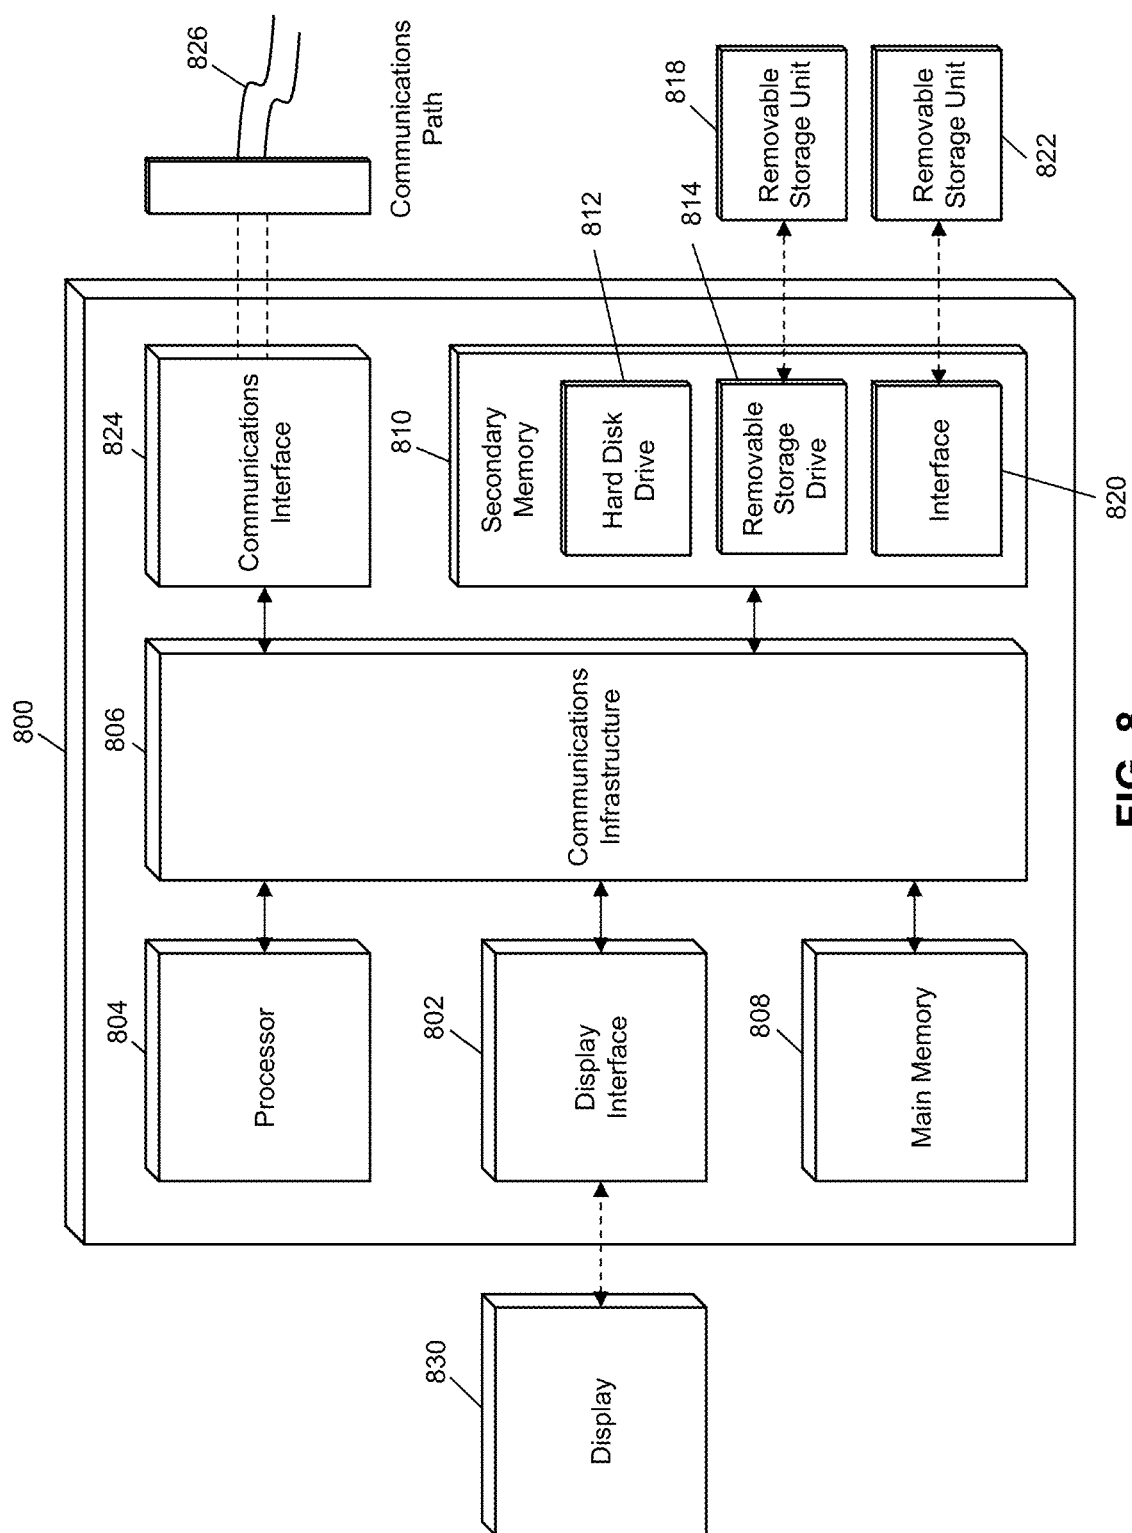 800
804
Processor
806
824
Communications
Interface
826
Communications
Path
830
Display
802
Display
Interface
Communications
Infrastructure
810
Secondary
Memory
812
Hard Disk
Drive
808
Main Memory
814
Removable
Storage
Drive
818
Removable
Storage Unit
Interface
820
Removable
Storage Unit
822
FIG. 8